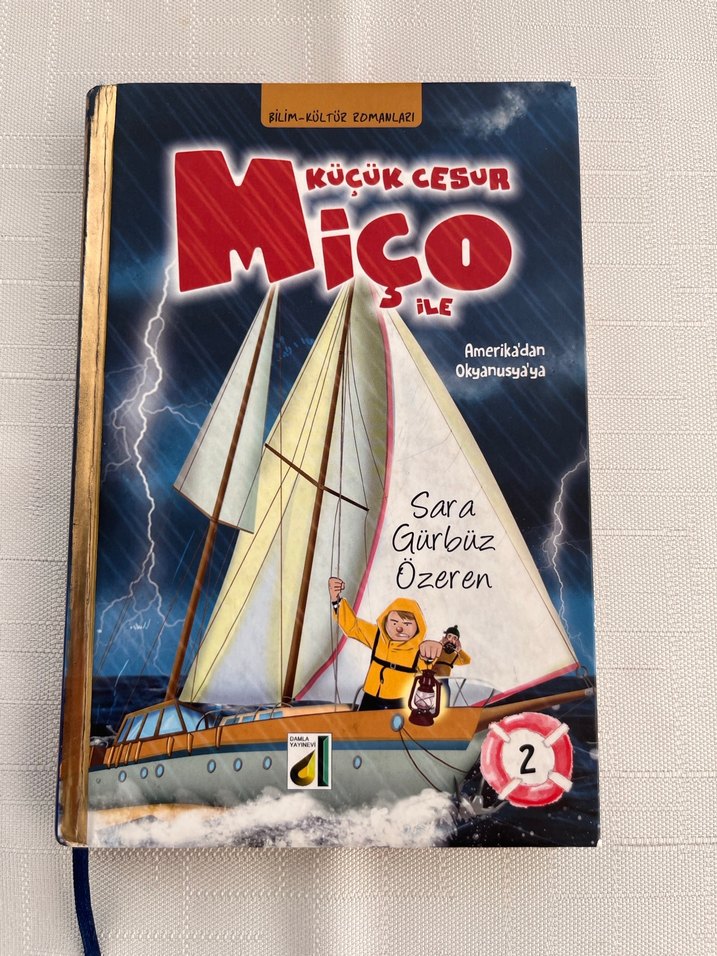 BİLİM-KÜLTÜR ROMANLARI
KÜÇÜK CESUR
MİÇO
İLE
Amerika'dan
Okyanusya'ya
Sara
Gürbüz
Özeren
DAMLA
YAYINEVİ
2